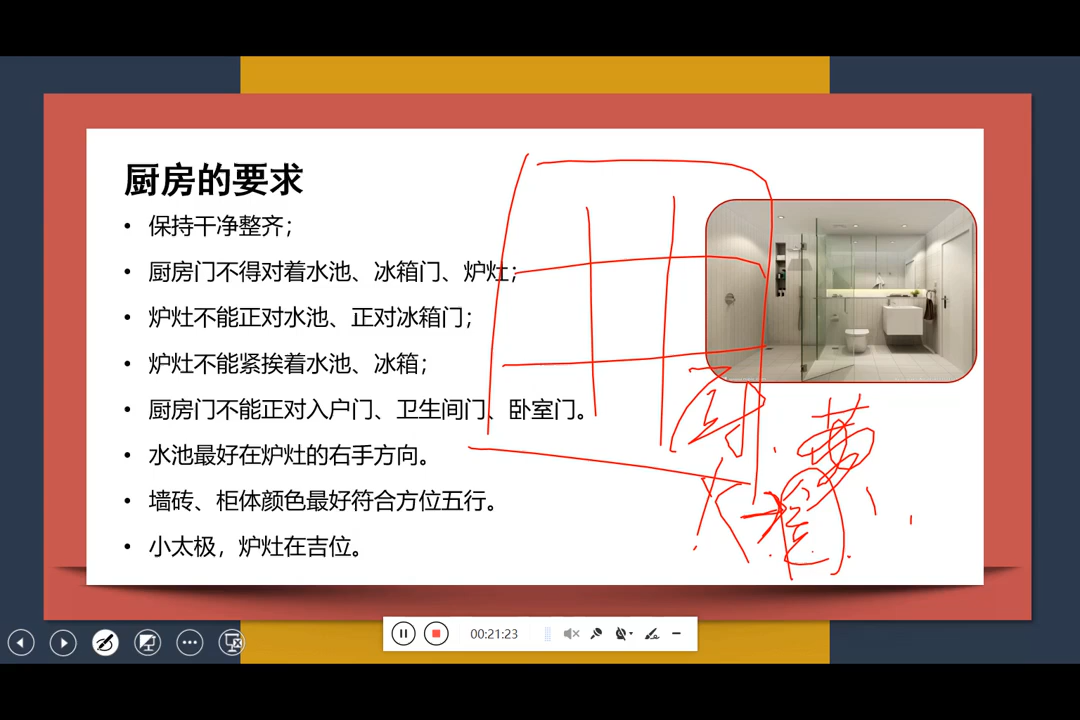 厨房的要求
• 保持干净整齐；
• 厨房门不得对着水池、冰箱门、炉灶；
• 炉灶不能正对水池、正对冰箱门；
• 炉灶不能紧挨着水池、冰箱；
• 厨房门不能正对入户门、卫生间门、卧室门。
• 水池最好在炉灶的右手方向。
• 墙砖、柜体颜色最好符合方位五行。
• 小太极，炉灶在吉位。
厨
黄
00:21:23